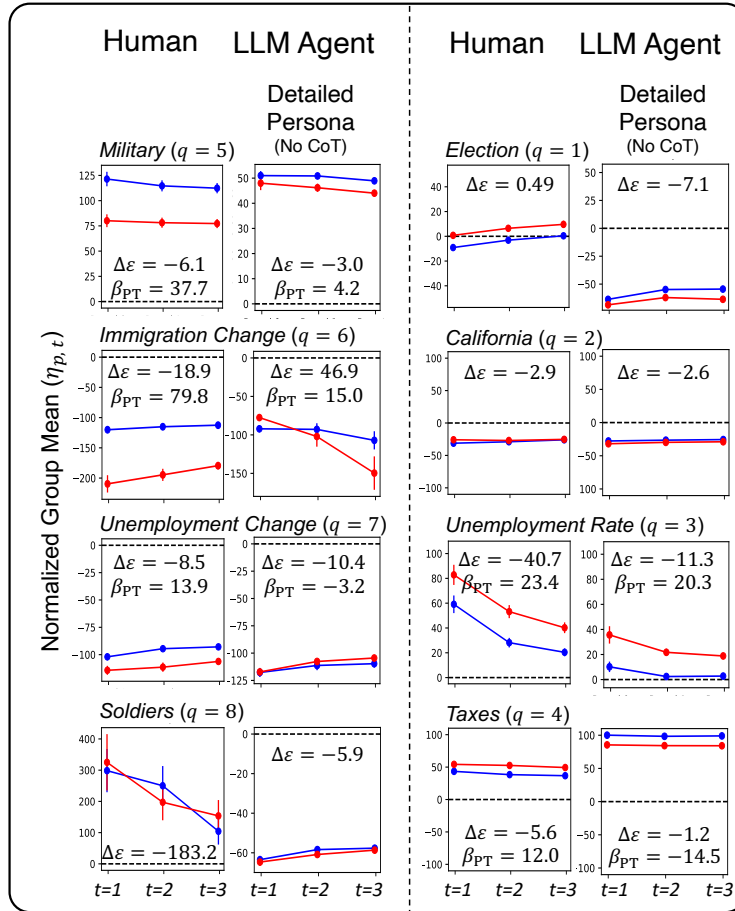 Human LLM Agent Human LLM Agent
Detailed Persona (No CoT)
Detailed Persona (No CoT)
Normalized Group Mean (ηp,t)
Military (q = 5)
125
100
75
50
25
0
Δε = −6.1
βPT = 37.7
50
40
30
20
10
0
Δε = −3.0
βPT = 4.2
Election (q = 1)
40
20
0
−20
−40
Δε = 0.49
50
0
−50
Δε = −7.1
Immigration Change (q = 6)
0
−50
−100
−150
−200
Δε = −18.9
βPT = 79.8
0
−50
−100
−150
Δε = 46.9
βPT = 15.0
California (q = 2)
100
50
0
−50
−100
Δε = −2.9
100
50
0
−50
−100
Δε = −2.6
Unemployment Change (q = 7)
0
−25
−50
−75
−100
Δε = −8.5
βPT = 13.9
0
−25
−50
−75
−100
−125
Δε = −10.4
βPT = −3.2
Unemployment Rate (q = 3)
100
80
60
40
20
0
Δε = −40.7
βPT = 23.4
100
80
60
40
20
0
Δε = −11.3
βPT = 20.3
Soldiers (q = 8)
400
300
200
100
0
Δε = −183.2
t=1 t=2 t=3
0
−20
−40
−60
Δε = −5.9
t=1 t=2 t=3
Taxes (q = 4)
100
50
0
−50
−100
Δε = −5.6
βPT = 12.0
t=1 t=2 t=3
100
50
0
−50
−100
Δε = −1.2
βPT = −14.5
t=1 t=2 t=3